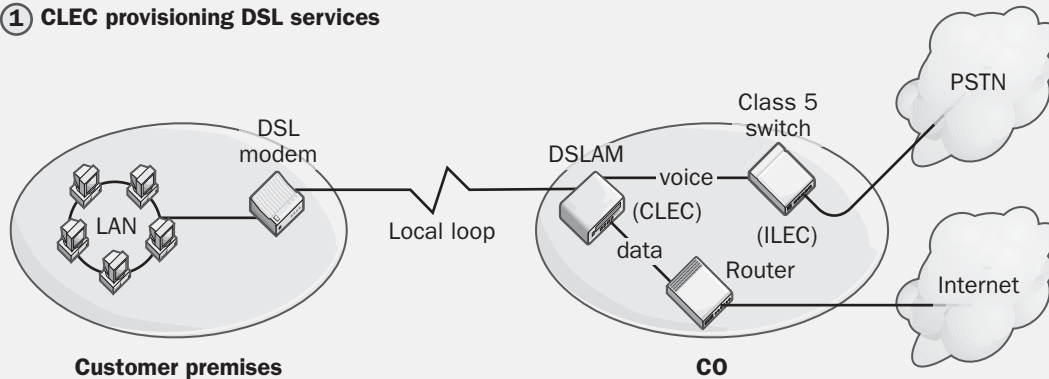 1 CLEC provisioning DSL services
PSTN
Class 5
switch
DSL
modem
DSLAM
voice
(CLEC)
LAN
Local loop
(ILEC)
data
Router
Internet
Customer premises
CO